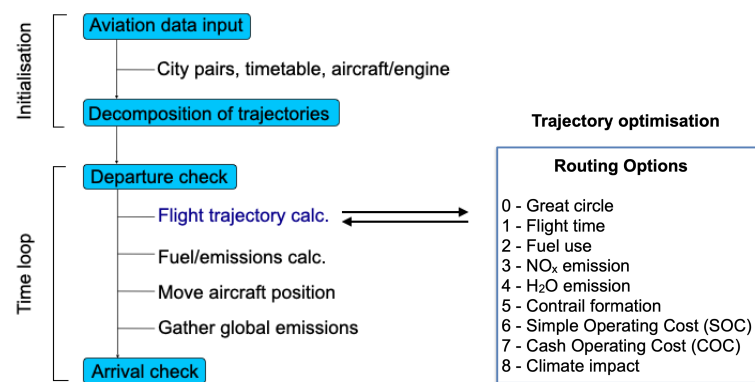 Initialisation
Aviation data input
City pairs, timetable, aircraft/engine
Decomposition of trajectories
Time loop
Departure check
Flight trajectory calc.
Fuel/emissions calc.
Move aircraft position
Gather global emissions
Arrival check
Trajectory optimisation
Routing Options
0 - Great circle
1 - Flight time
2 - Fuel use
3 - NOₓ emission
4 - H₂O emission
5 - Contrail formation
6 - Simple Operating Cost (SOC)
7 - Cash Operating Cost (COC)
8 - Climate impact